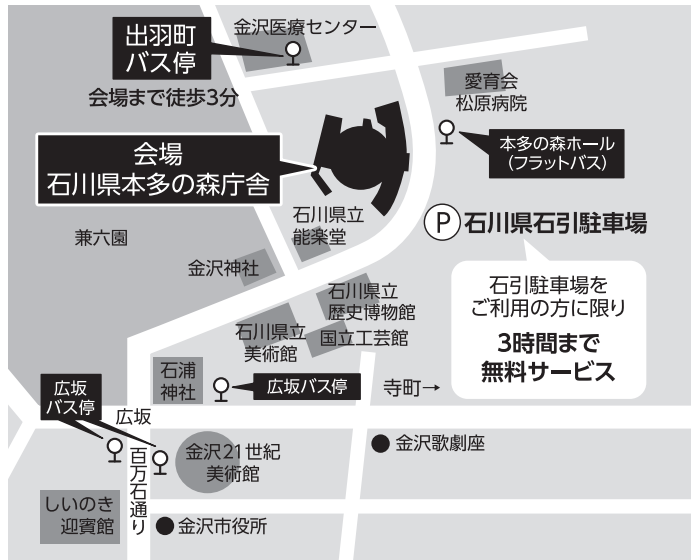 金沢医療センター
出羽町
バス停
会場まで徒歩3分
愛育会
松原病院
本多の森ホール
(フラットバス)
会場
石川県本多の森庁舎
石川県立
能楽堂
P 石川県石引駐車場
兼六園
金沢神社
石引駐車場を
ご利用の方に限り
3時間まで
無料サービス
石川県立
歴史博物館
石川県立
美術館
国立工芸館
石浦
神社
広坂バス停
寺町→
広坂
バス停
広坂
百万石通り
金沢21世紀
美術館
金沢歌劇座
しいのき
迎賓館
金沢市役所